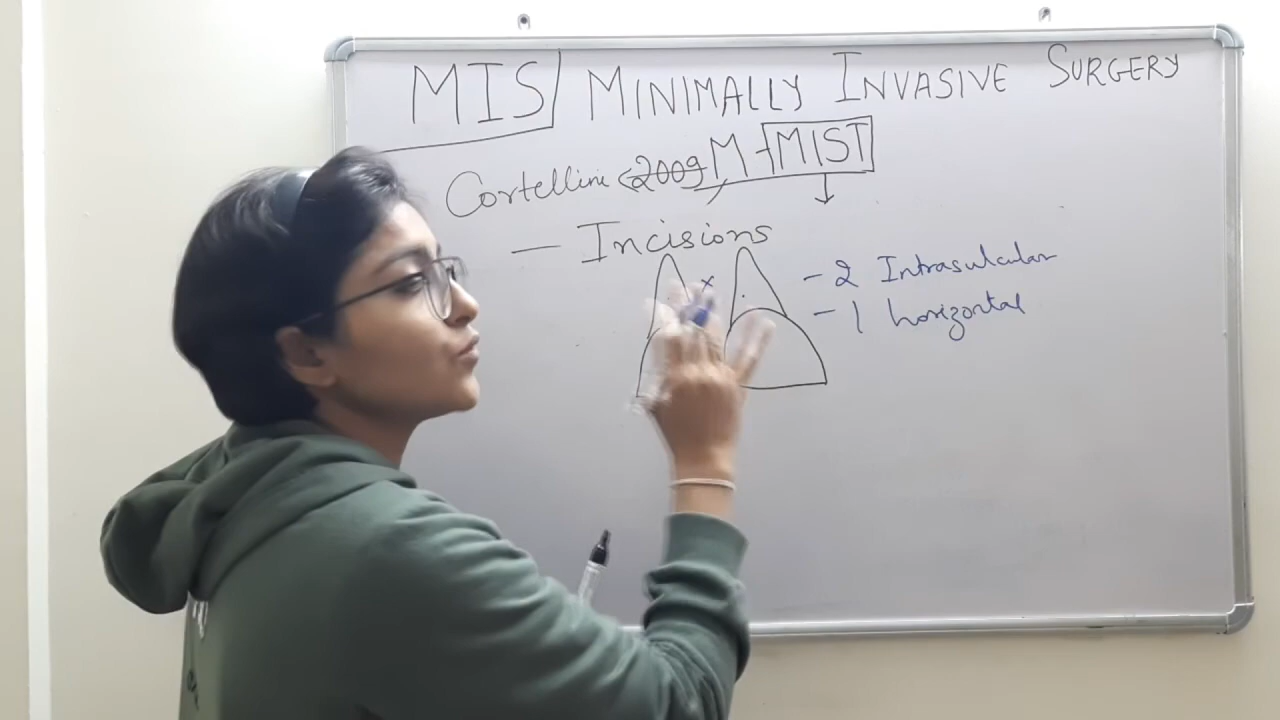 MIS MINIMALLY INVASIVE SURGERY
Cortellini <2009 M-MIST
— Incisions
x
- 2 Intrasulcular
- 1 horizontal